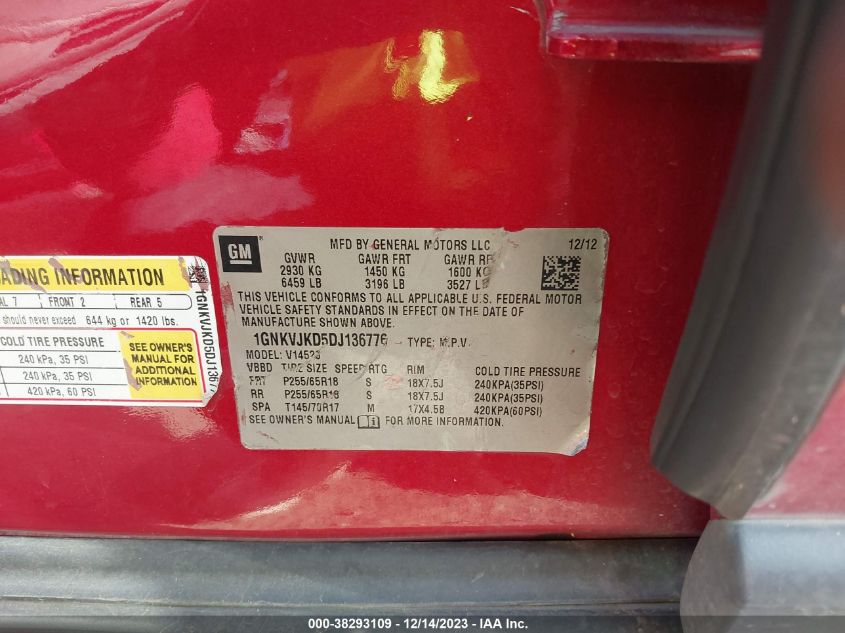 GM
MFD BY GENERAL MOTORS LLC 12/12
GVWR GAWR FRT GAWR RR
2930 KG 1450 KG 1600 KG
6459 LB 3196 LB 3527 LB
THIS VEHICLE CONFORMS TO ALL APPLICABLE U.S. FEDERAL MOTOR
VEHICLE SAFETY STANDARDS IN EFFECT ON THE DATE OF
MANUFACTURE SHOWN ABOVE.
1GNKVJKD5DJ136776 TYPE: M.P.V.
MODEL: V14526
VBBD TIRE SIZE SPEED RTG RIM COLD TIRE PRESSURE
FRT P255/65R18 S 18X7.5J 240KPA(35PSI)
RR P255/65R18 S 18X7.5J 240KPA(35PSI)
SPA T145/70R17 M 17X4.5B 420KPA(60PSI)
SEE OWNER'S MANUAL FOR MORE INFORMATION.
ADING INFORMATION
AL 7 FRONT 2 REAR 5
should never exceed 644 kg or 1420 lbs.
COLD TIRE PRESSURE
240 kPa, 35 PSI
240 kPa, 35 PSI
420 kPa, 60 PSI
SEE OWNER'S
MANUAL FOR
ADDITIONAL
INFORMATION
1GNKVJKD5DJ1367
000-38293109 - 12/14/2023 - IAA Inc.